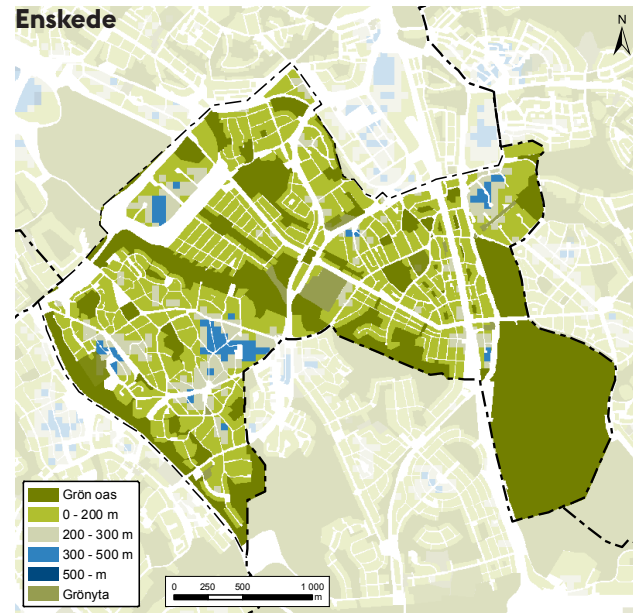 Enskede
N
Grön oas
0 - 200 m
200 - 300 m
300 - 500 m
500 - m
Grönyta
0 250 500 1 000
m